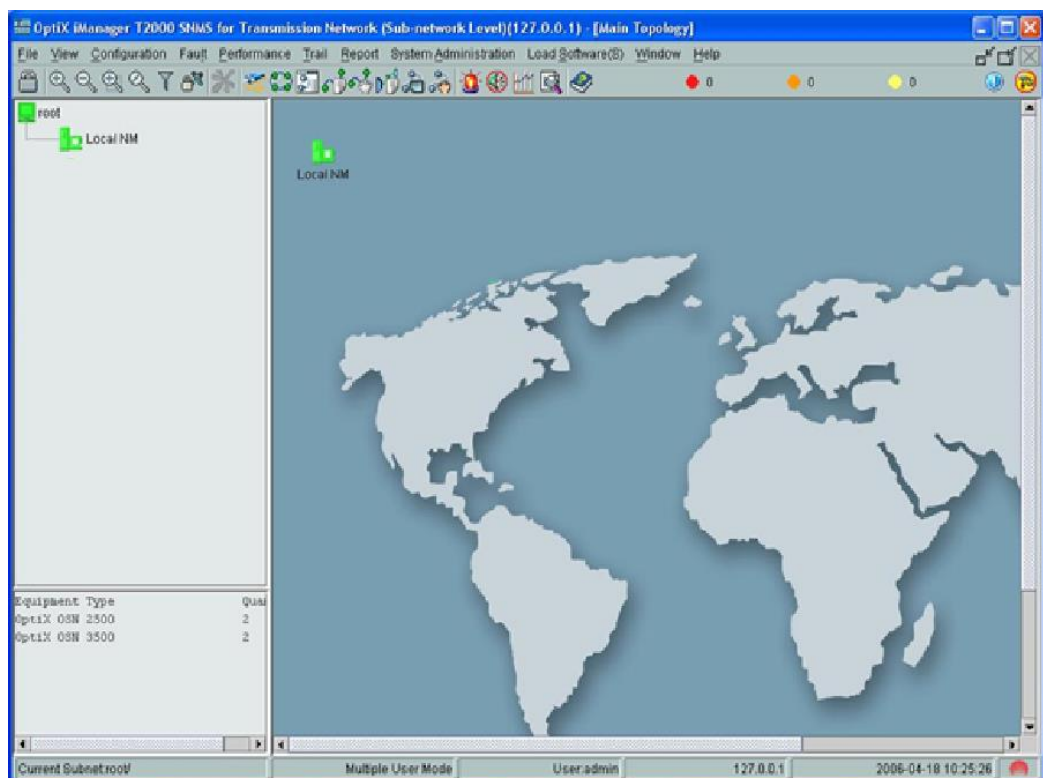 OptiX iManager T2000 SNMS for Transmission Network (Sub-network Level)(127.0.0.1) - [Main Topology]
File View Configuration Fault Performance Trail Report System Administration Load Software(S) Window Help
0 0 0
root
Local NM
Local NM
Equipment Type Quan
OptiX OSN 2500 2
OptiX OSN 3500 2
Current Subnet:root/ Multiple User Mode User:admin 127.0.0.1 2006-04-18 10:25:26